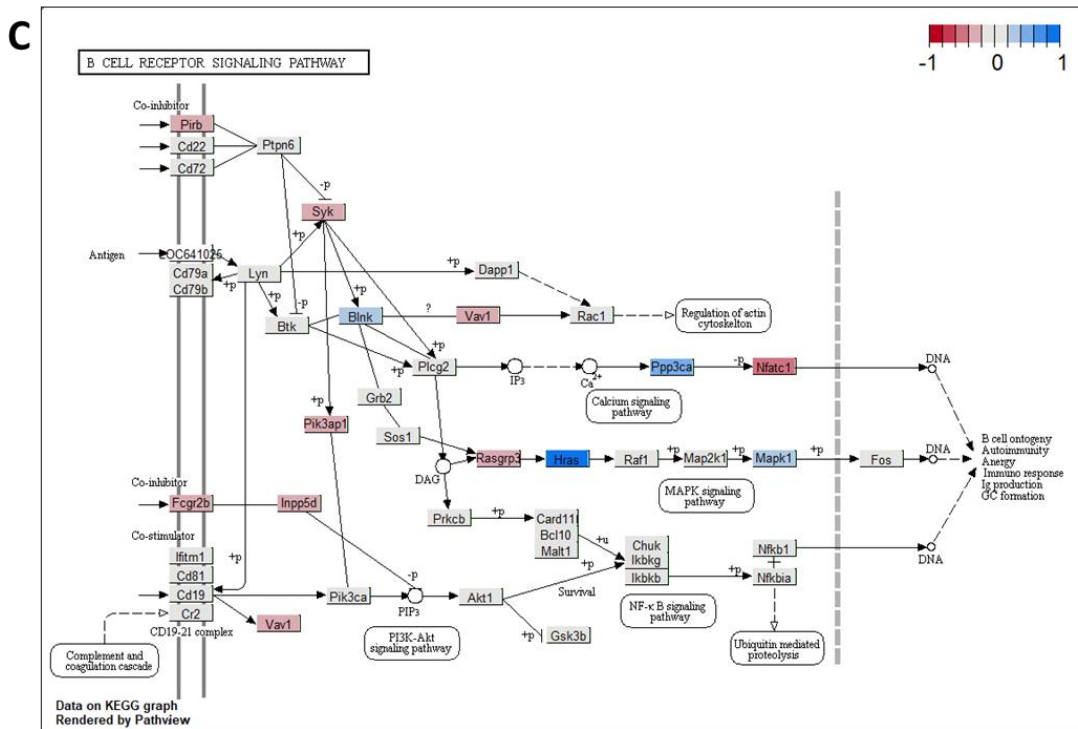 C
-1 0 1
B CELL RECEPTOR SIGNALING PATHWAY
Co-inhibitor
Pirb
Cd22
Cd72
Ptpn6
-p
Syk
+p
Antigen
LOC641025
Cd79a
Cd79b
+p
Lyn
+p
-p
Btk
+p
Dapp1
+p
Blnk
?
Vav1
Rac1
Regulation of actin
cytoskelton
+p
+p
Plcg2
IP3
Ca2+
Ppp3ca
-p
Nfatc1
DNA
Calcium signaling
pathway
Grb2
Sos1
+p
Pik3ap1
DAG
Rasgrp3
Hras
Raf1
+p
Map2k1
+p
Mapk1
+p
Fos
DNA
MAPK signaling
pathway
B cell ontogeny
Autoimmunity
Anergy
Immuno response
Ig production
GC formation
Co-inhibitor
Fcgr2b
Inpp5d
Prkcb
+p
Card11
Bcl10
Malt1
+u
Chuk
Ikbkg
Ikbkb
+p
+p
Nfkb1
Nfkbia
DNA
Co-stimulator
Ifitm1
Cd81
Cd19
Cr2
CD19-21 complex
+p
Vav1
Pik3ca
-p
PIP3
Akt1
Survival
+p
Gsk3b
PI3K-Akt
signaling pathway
NF-κ B signaling
pathway
Ubiquitin mediated
proteolysis
Complement and
coagulation cascade
Data on KEGG graph
Rendered by Pathview